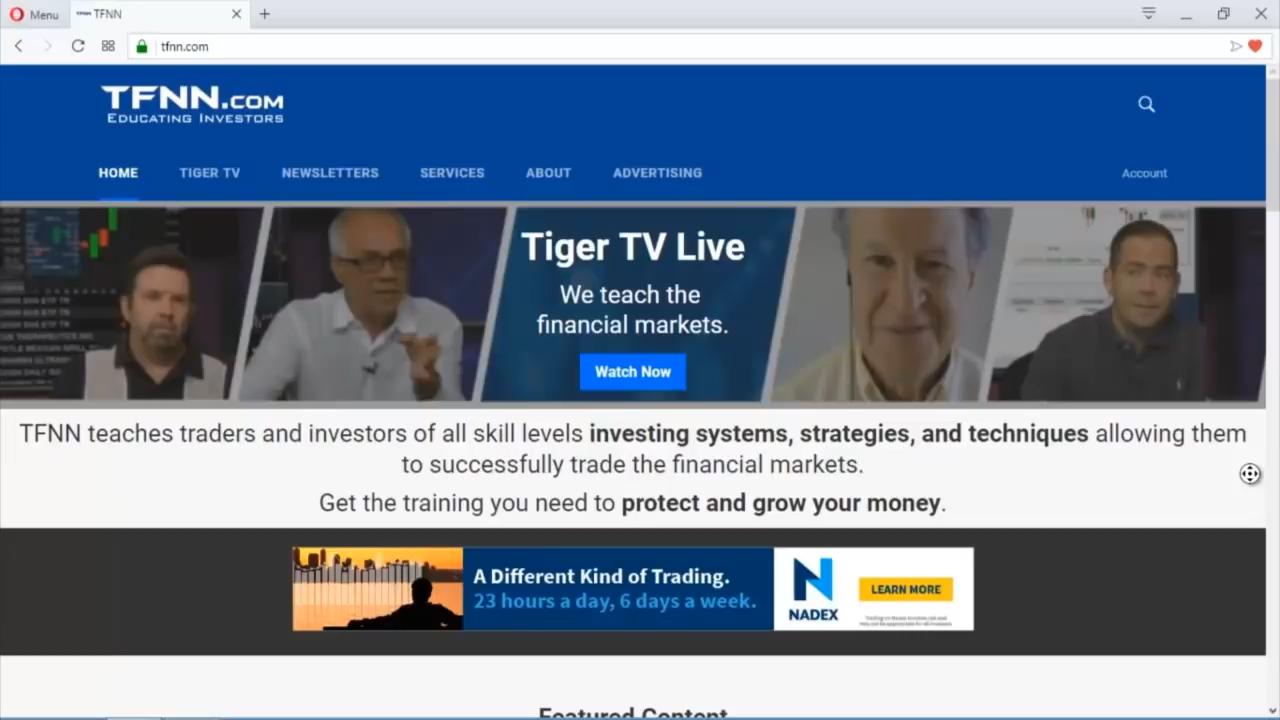 Menu
TFNN
tfnn.com
TFNN.COM
EDUCATING INVESTORS
HOME TIGER TV NEWSLETTERS SERVICES ABOUT ADVERTISING Account
Tiger TV Live
We teach the
financial markets.
Watch Now
TFNN teaches traders and investors of all skill levels investing systems, strategies, and techniques allowing them
to successfully trade the financial markets.
Get the training you need to protect and grow your money.
A Different Kind of Trading.
23 hours a day, 6 days a week.
NADEX
LEARN MORE
Featured Content